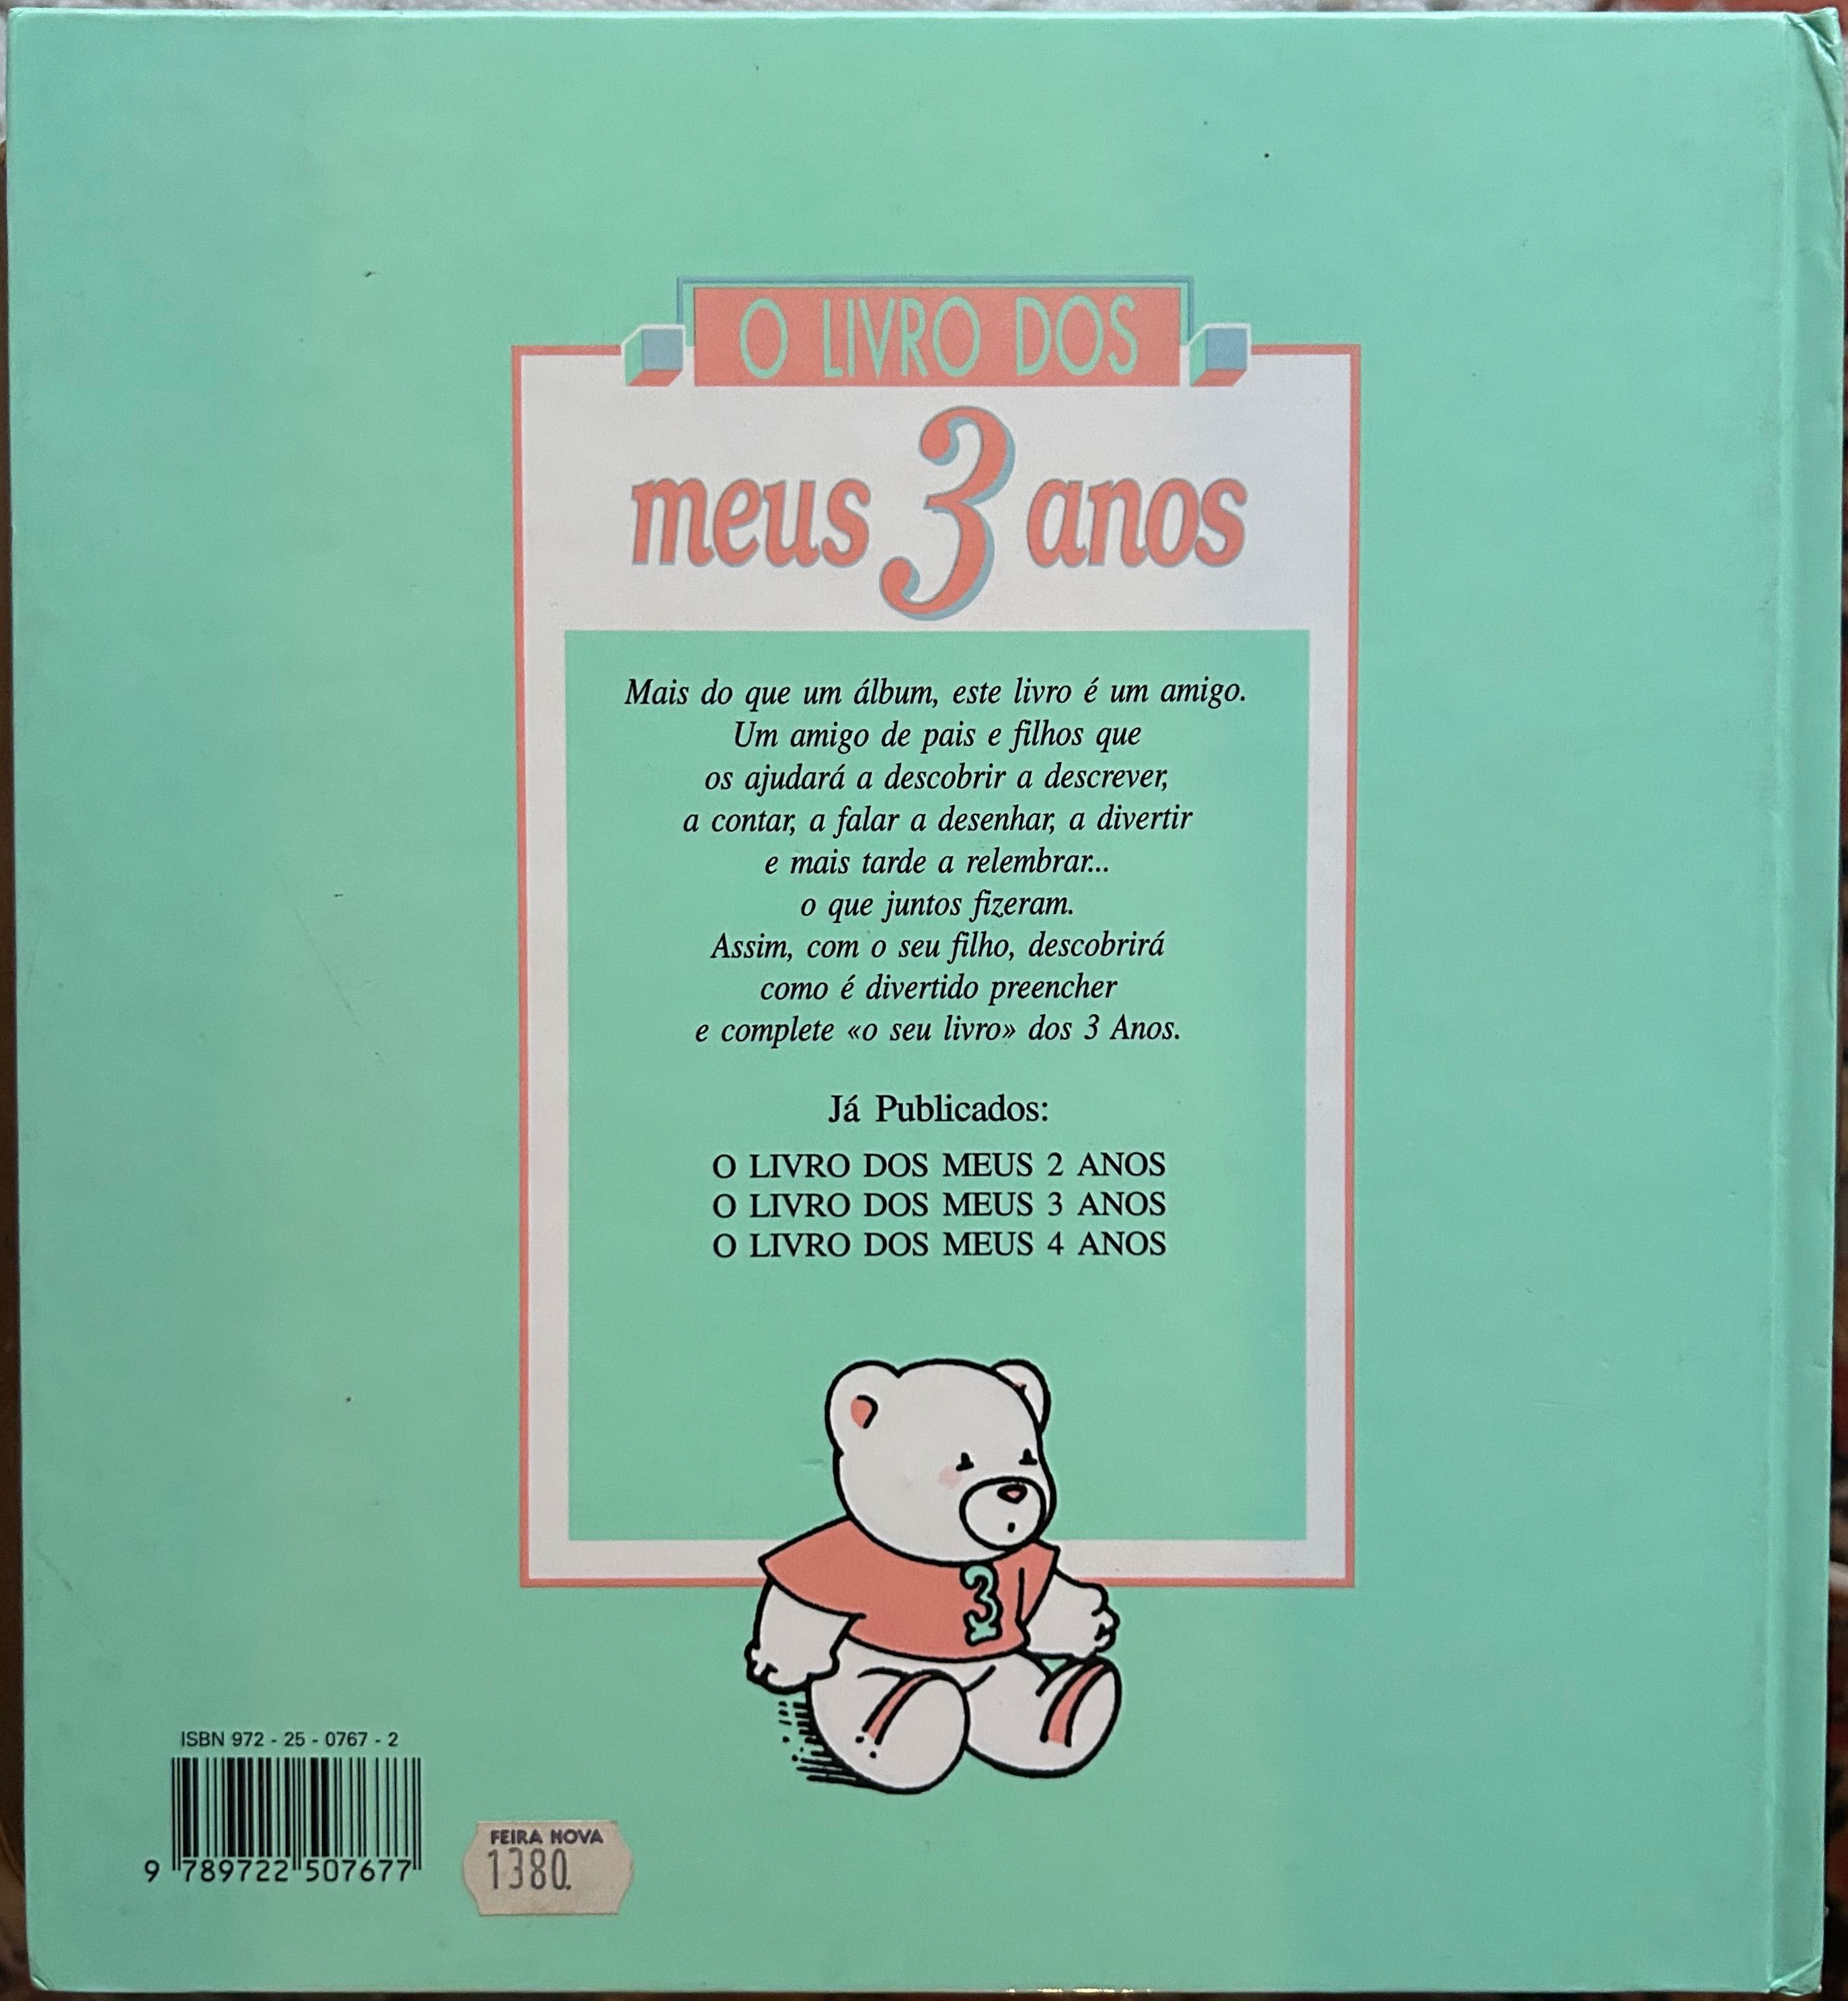 O LIVRO DOS
meus 3 anos
Mais do que um álbum, este livro é um amigo.
Um amigo de pais e filhos que
os ajudará a descobrir a descrever,
a contar, a falar a desenhar, a divertir
e mais tarde a relembrar...
o que juntos fizeram.
Assim, com o seu filho, descobrirá
como é divertido preencher
e complete «o seu livro» dos 3 Anos.
Já Publicados:
O LIVRO DOS MEUS 2 ANOS
O LIVRO DOS MEUS 3 ANOS
O LIVRO DOS MEUS 4 ANOS
3
ISBN 972 - 25 - 0767 - 2
9 789722 507677
FEIRA NOVA
1380.